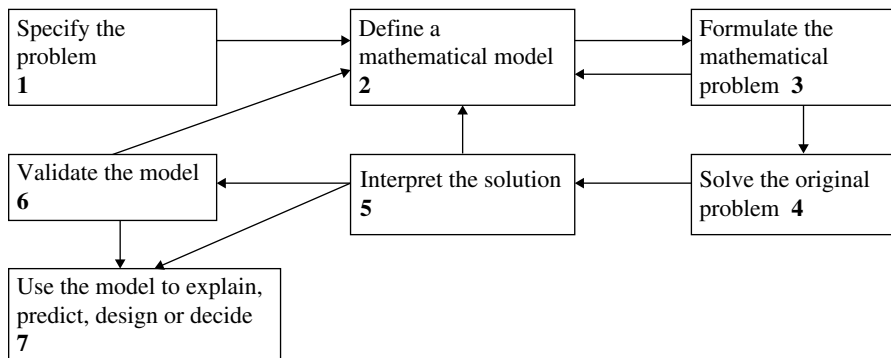 Specify the
problem
1
Define a
mathematical model
2
Formulate the
mathematical
problem 3
Validate the model
6
Interpret the solution
5
Solve the original
problem 4
Use the model to explain,
predict, design or decide
7